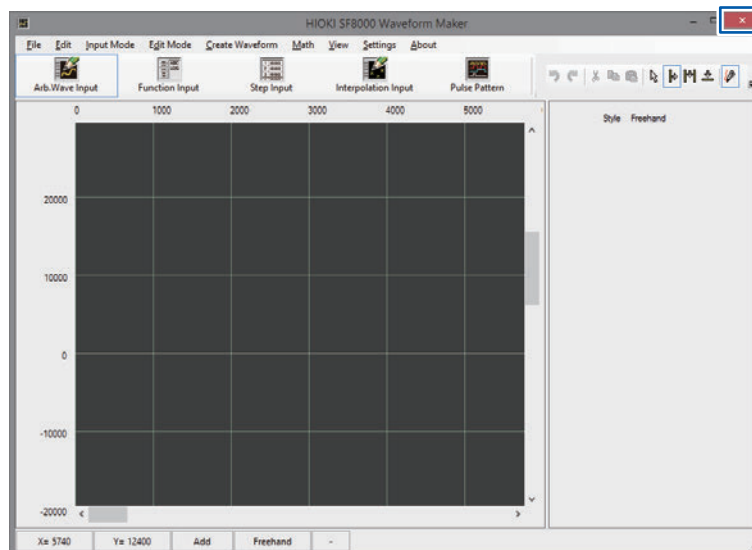 HIOKI SF8000 Waveform Maker
File Edit Input Mode Edit Mode Create Waveform Math View Settings About
Arb.Wave Input Function Input Step Input Interpolation Input Pulse Pattern
0 1000 2000 3000 4000 5000
Style Freehand
20000
10000
0
-10000
-20000
X= 5740 Y= 12400 Add Freehand -